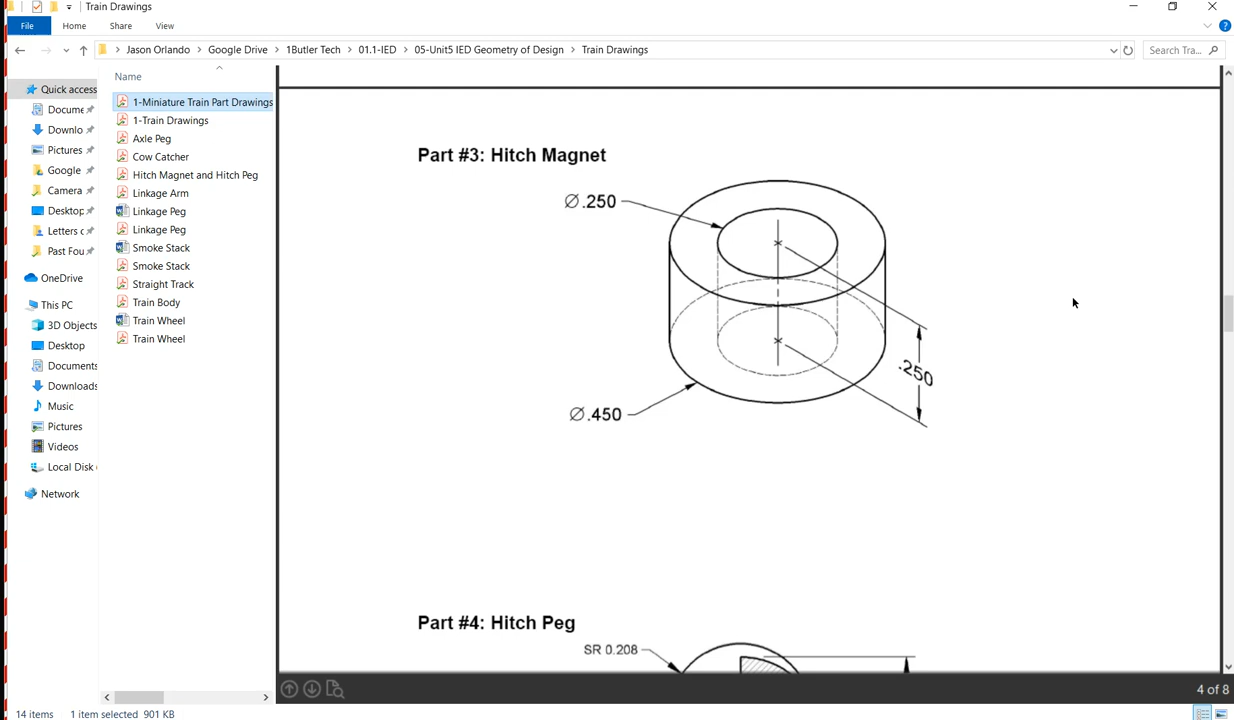 Train Drawings
File Home Share View
Jason Orlando > Google Drive > 1Butler Tech > 01.1-IED > 05-Unit5 IED Geometry of Design > Train Drawings
Search Tra...
Quick access
Docume
Downlo
Pictures
Google
Camera
Desktop
Letters c
Past Fou
OneDrive
This PC
3D Objects
Desktop
Documents
Downloads
Music
Pictures
Videos
Local Disk
Network
Name
1-Miniature Train Part Drawings
1-Train Drawings
Axle Peg
Cow Catcher
Hitch Magnet and Hitch Peg
Linkage Arm
Linkage Peg
Linkage Peg
Smoke Stack
Smoke Stack
Straight Track
Train Body
Train Wheel
Train Wheel
Part #3: Hitch Magnet
∅.250
.250
∅.450
Part #4: Hitch Peg
SR 0.208
4 of 8
14 items 1 item selected 901 KB